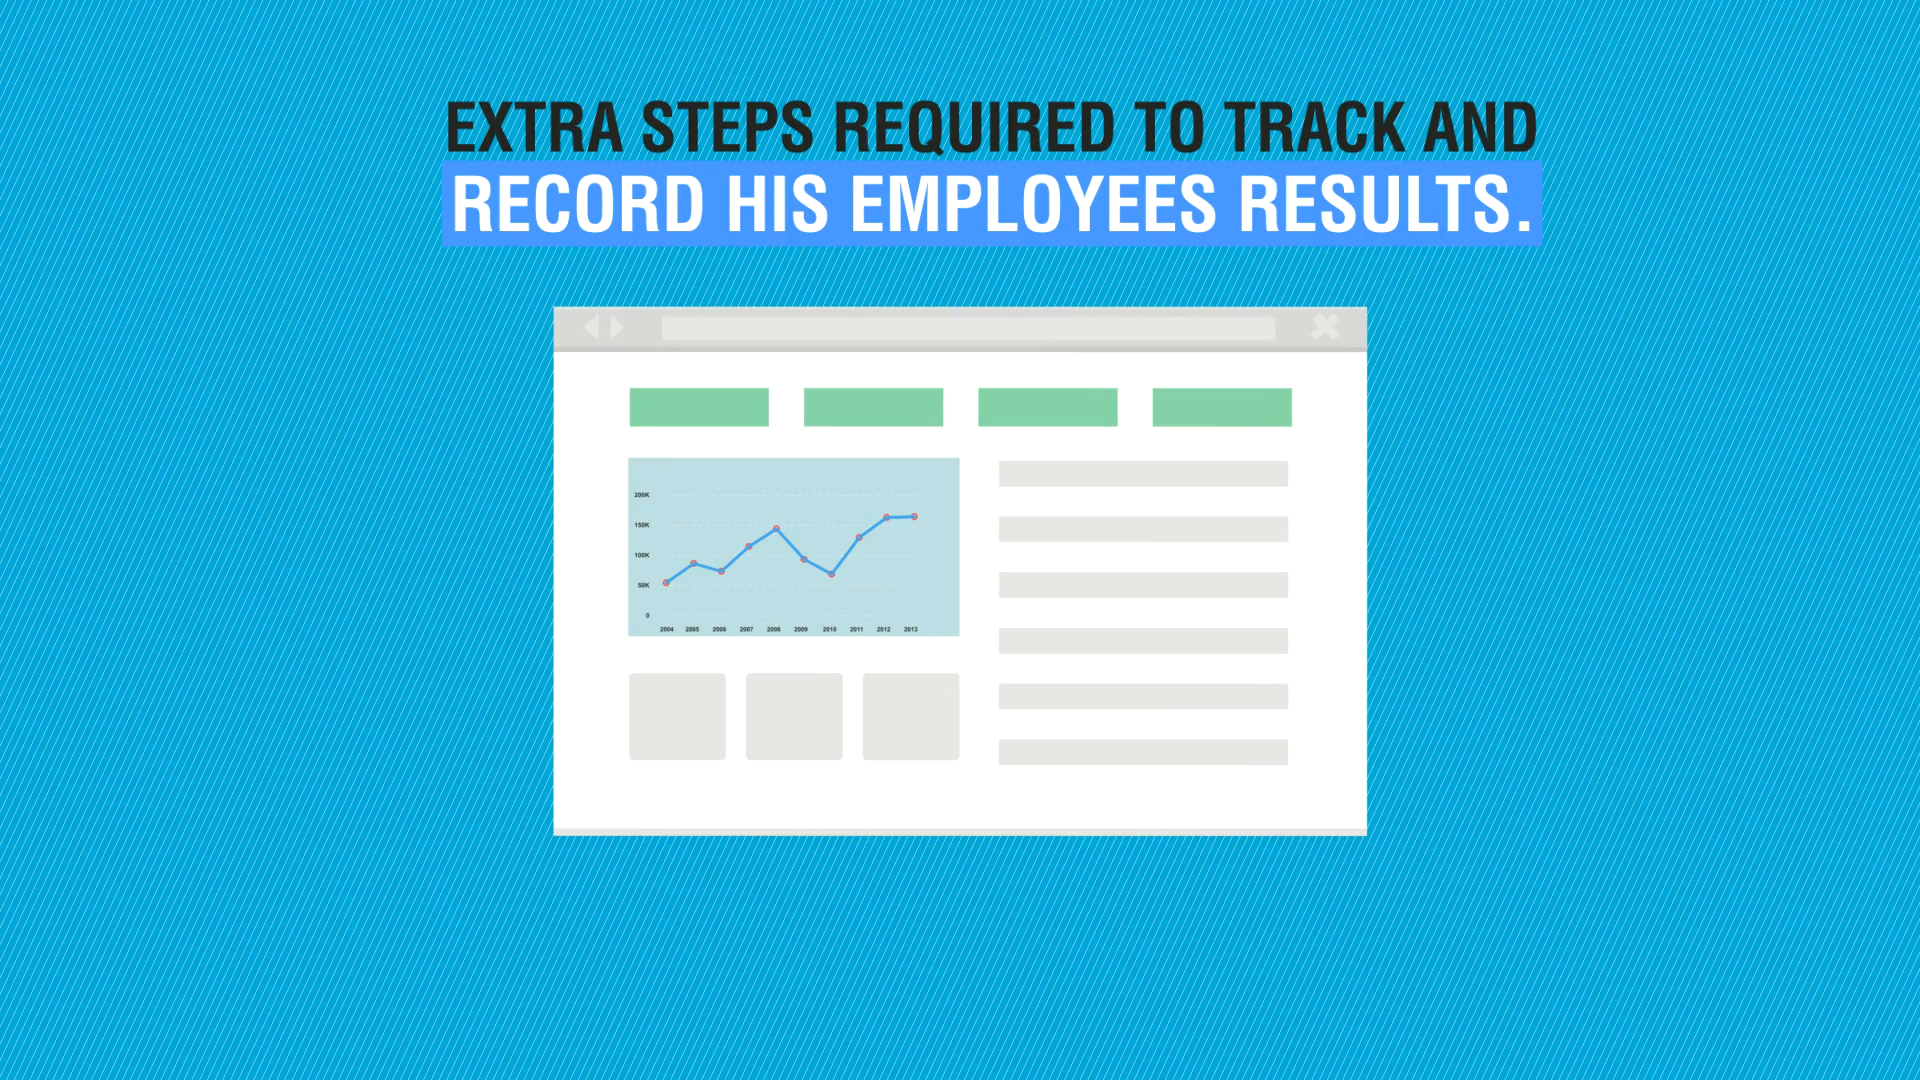 EXTRA STEPS REQUIRED TO TRACK AND
RECORD HIS EMPLOYEES RESULTS.
200K
150K
100K
50K
0
2004 2005 2006 2007 2008 2009 2010 2011 2012 2013